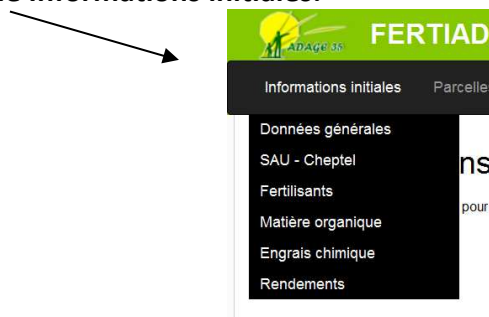 Informations initiales.
ADAGE 35 FERTIAD
Informations initiales Parcelle
Données générales
SAU - Cheptel
Fertilisants
pour
Matière organique
Engrais chimique
Rendements